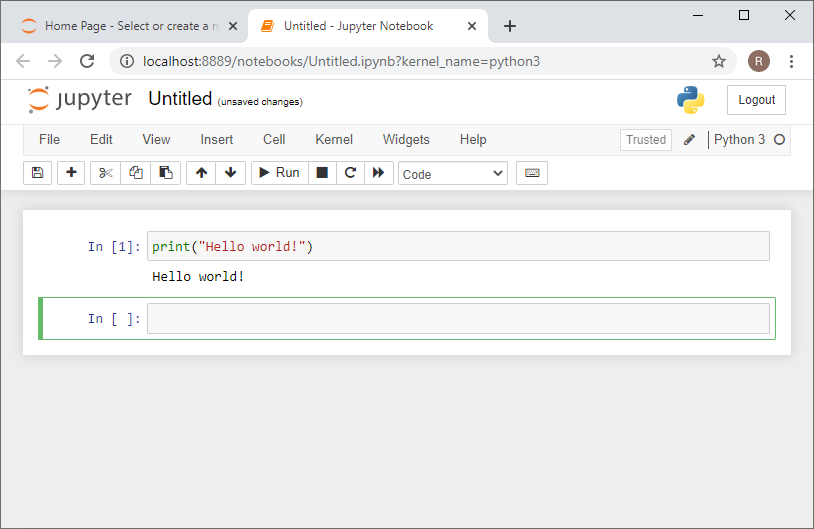 Home Page - Select or create a n
Untitled - Jupyter Notebook
localhost:8889/notebooks/Untitled.ipynb?kernel_name=python3
R
jupyter Untitled (unsaved changes)
Logout
File Edit View Insert Cell Kernel Widgets Help Trusted Python 3
Run Code
In [1]: print("Hello world!")
Hello world!
In [ ]: